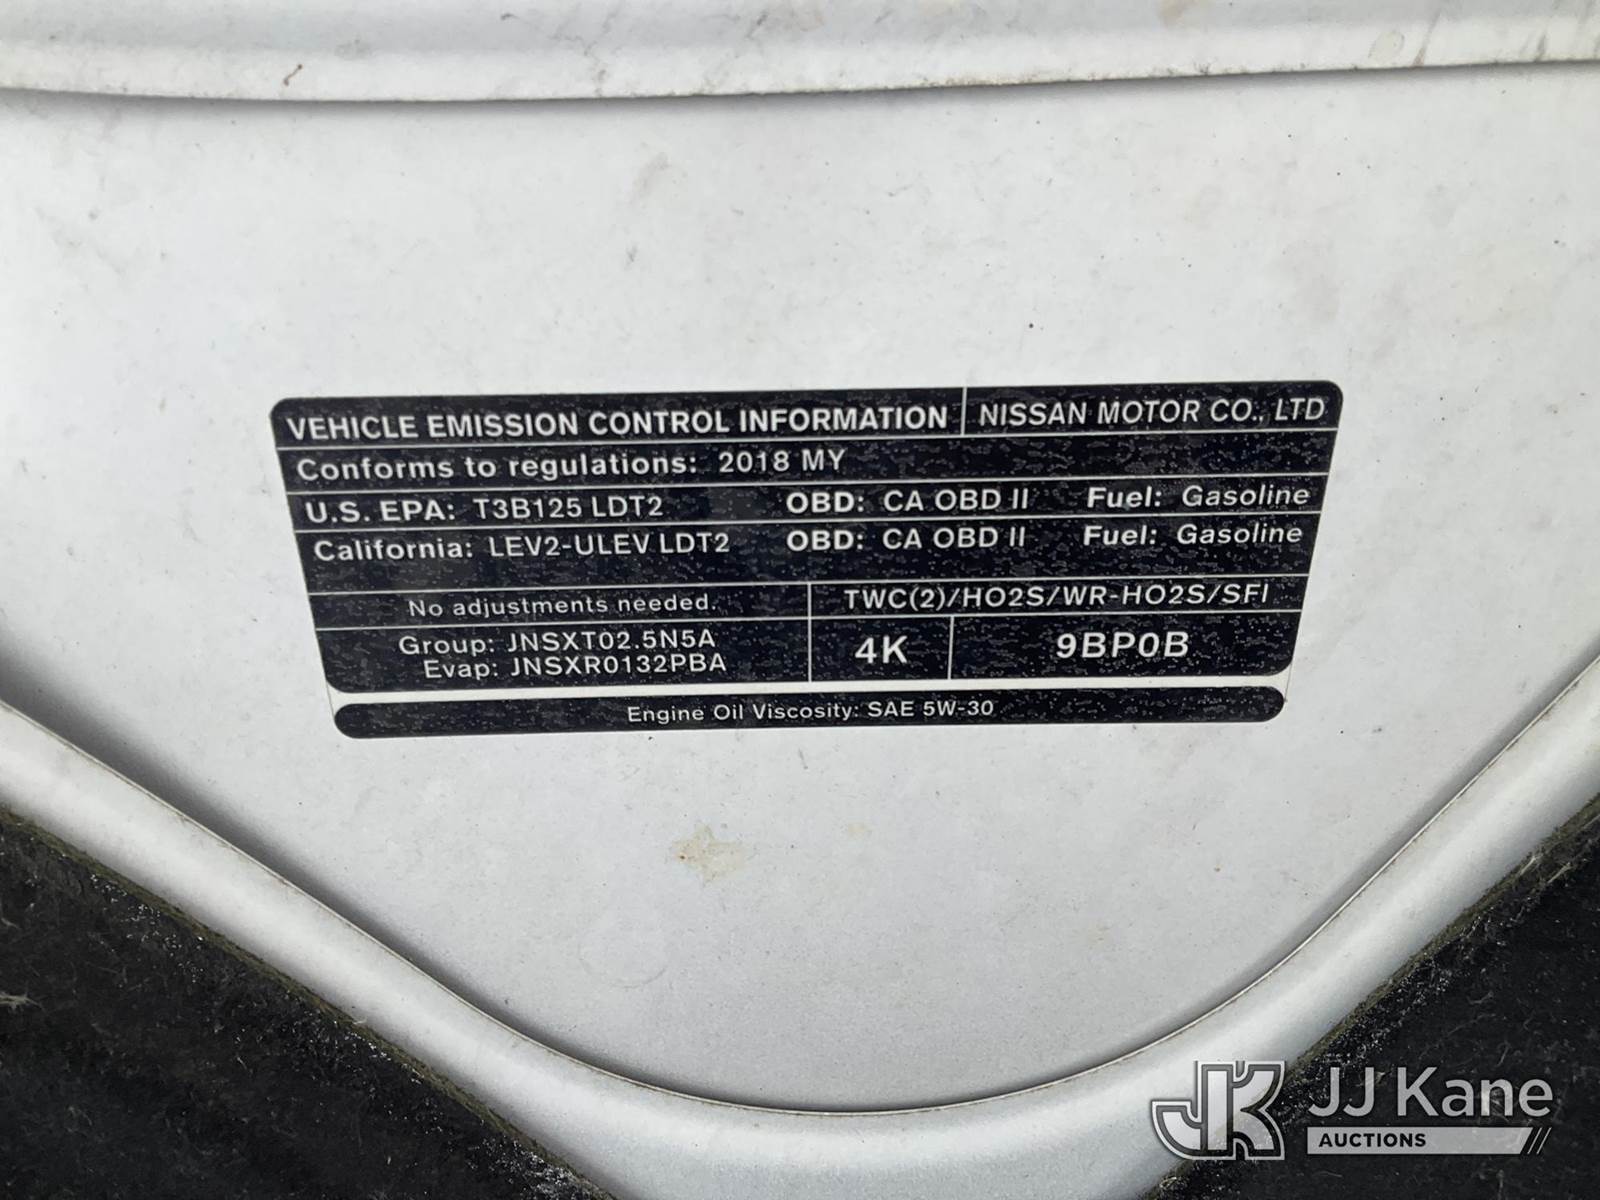 VEHICLE EMISSION CONTROL INFORMATION NISSAN MOTOR CO., LTD
Conforms to regulations: 2018 MY
U.S. EPA: T3B125 LDT2 OBD: CA OBD II Fuel: Gasoline
California: LEV2-ULEV LDT2 OBD: CA OBD II Fuel: Gasoline
No adjustments needed. TWC(2)/HO2S/WR-HO2S/SFI
Group: JNSXT02.5N5A
Evap: JNSXR0132PBA
4K 9BP0B
Engine Oil Viscosity: SAE 5W-30
JK JJ Kane
AUCTIONS